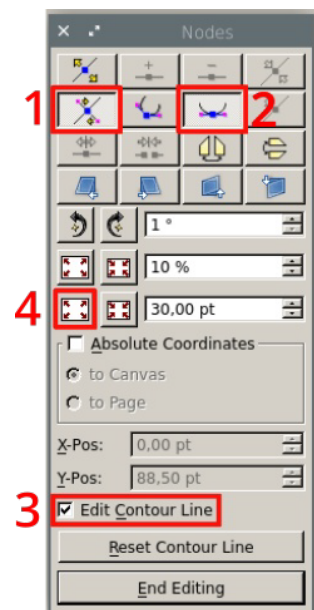 Nodes
1
2
1 °
10 %
4
30,00 pt
Absolute Coordinates
to Canvas
to Page
X-Pos: 0,00 pt
Y-Pos: 88,50 pt
3
Edit Contour Line
Reset Contour Line
End Editing